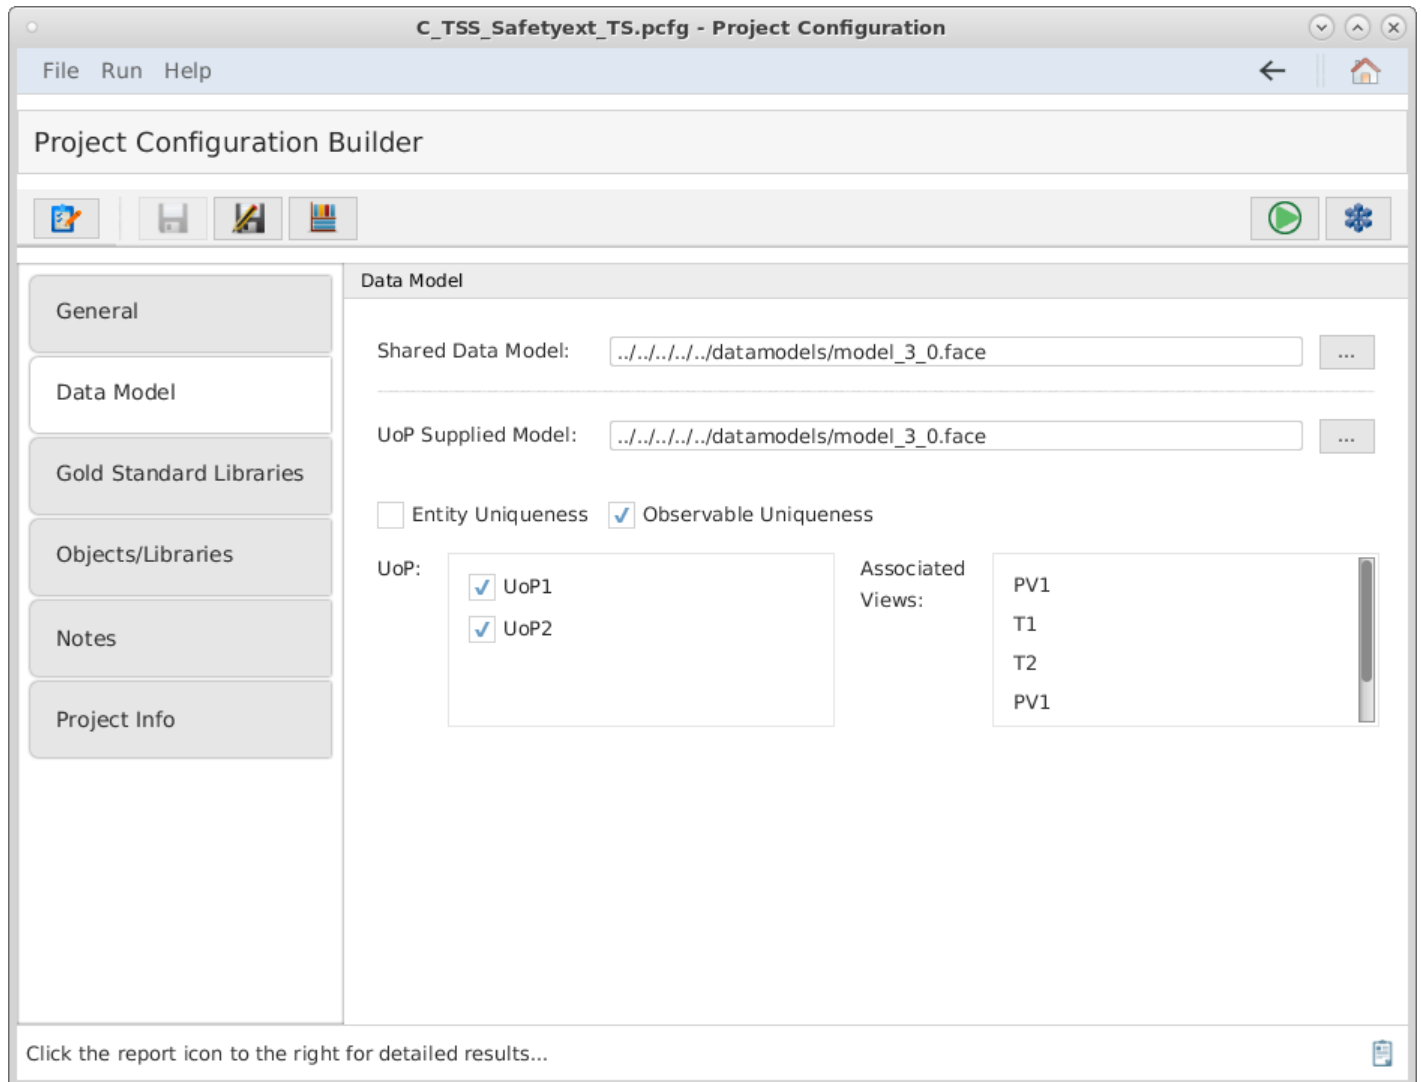 C_TSS_Safetyext_TS.pcfg - Project Configuration
File Run Help
Project Configuration Builder
General
Data Model
Gold Standard Libraries
Objects/Libraries
Notes
Project Info
Data Model
Shared Data Model: ../../../../../datamodels/model_3_0.face ...
UoP Supplied Model: ../../../../../datamodels/model_3_0.face ...
Entity Uniqueness Observable Uniqueness
UoP:
UoP1
UoP2
Associated
Views:
PV1
T1
T2
PV1
Click the report icon to the right for detailed results...